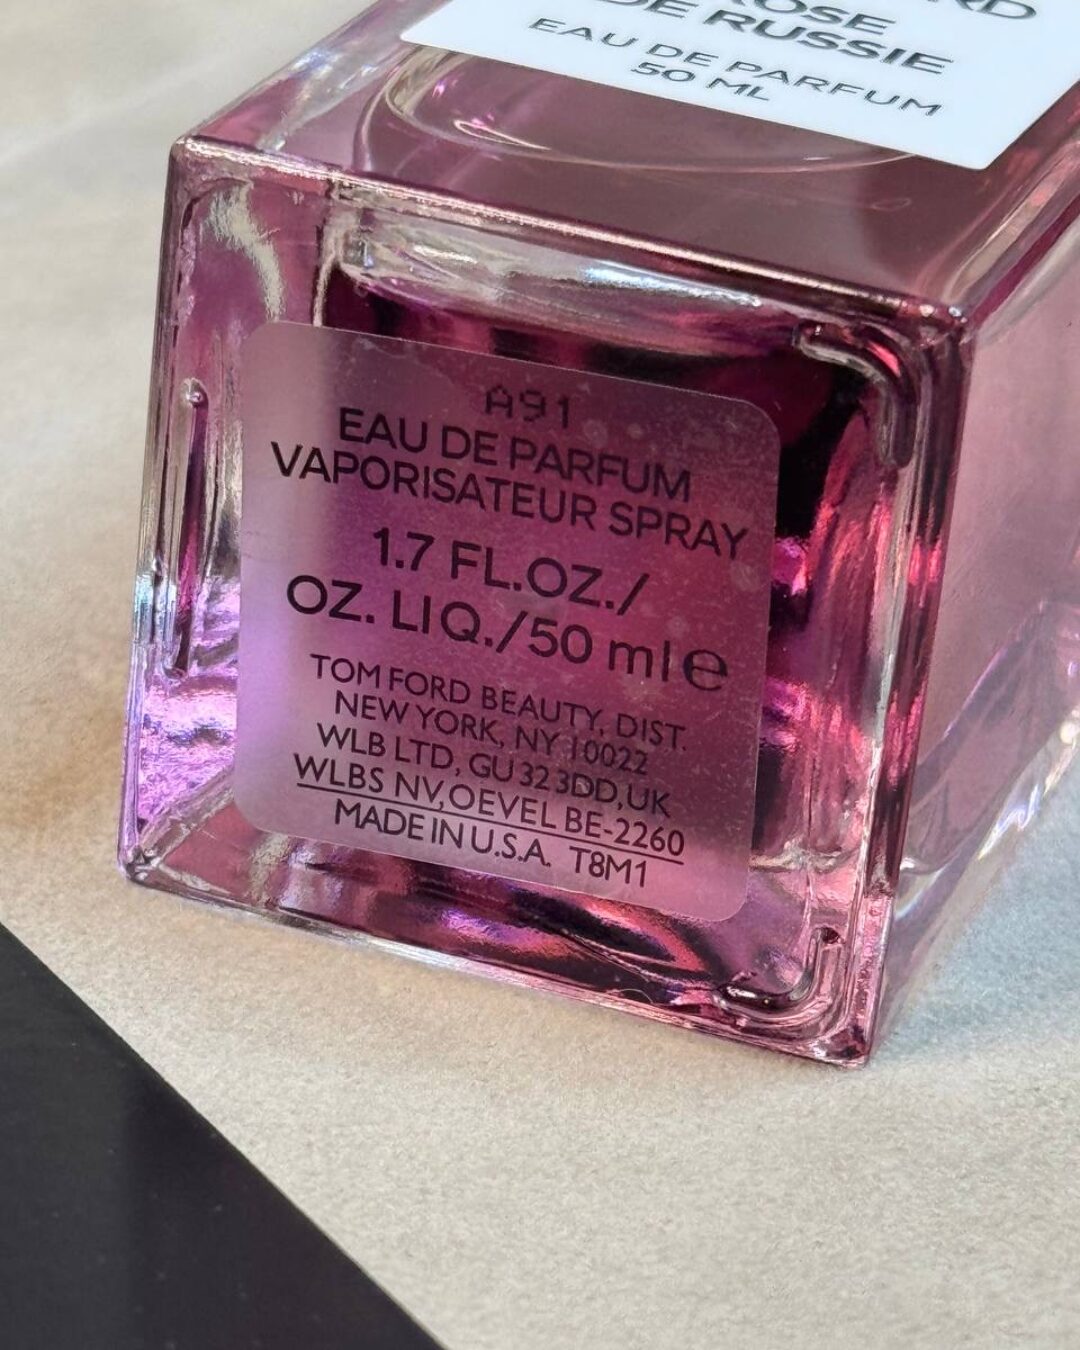 ROSE
DE RUSSIE
EAU DE PARFUM
50 ML
A91
EAU DE PARFUM
VAPORISATEUR SPRAY
1.7 FL.OZ./
OZ. LIQ./50 ml e
TOM FORD BEAUTY, DIST.
NEW YORK, NY 10022
WLB LTD, GU32 3DD, UK
WLBS NV, OEVEL BE-2260
MADE IN U.S.A. T8M1